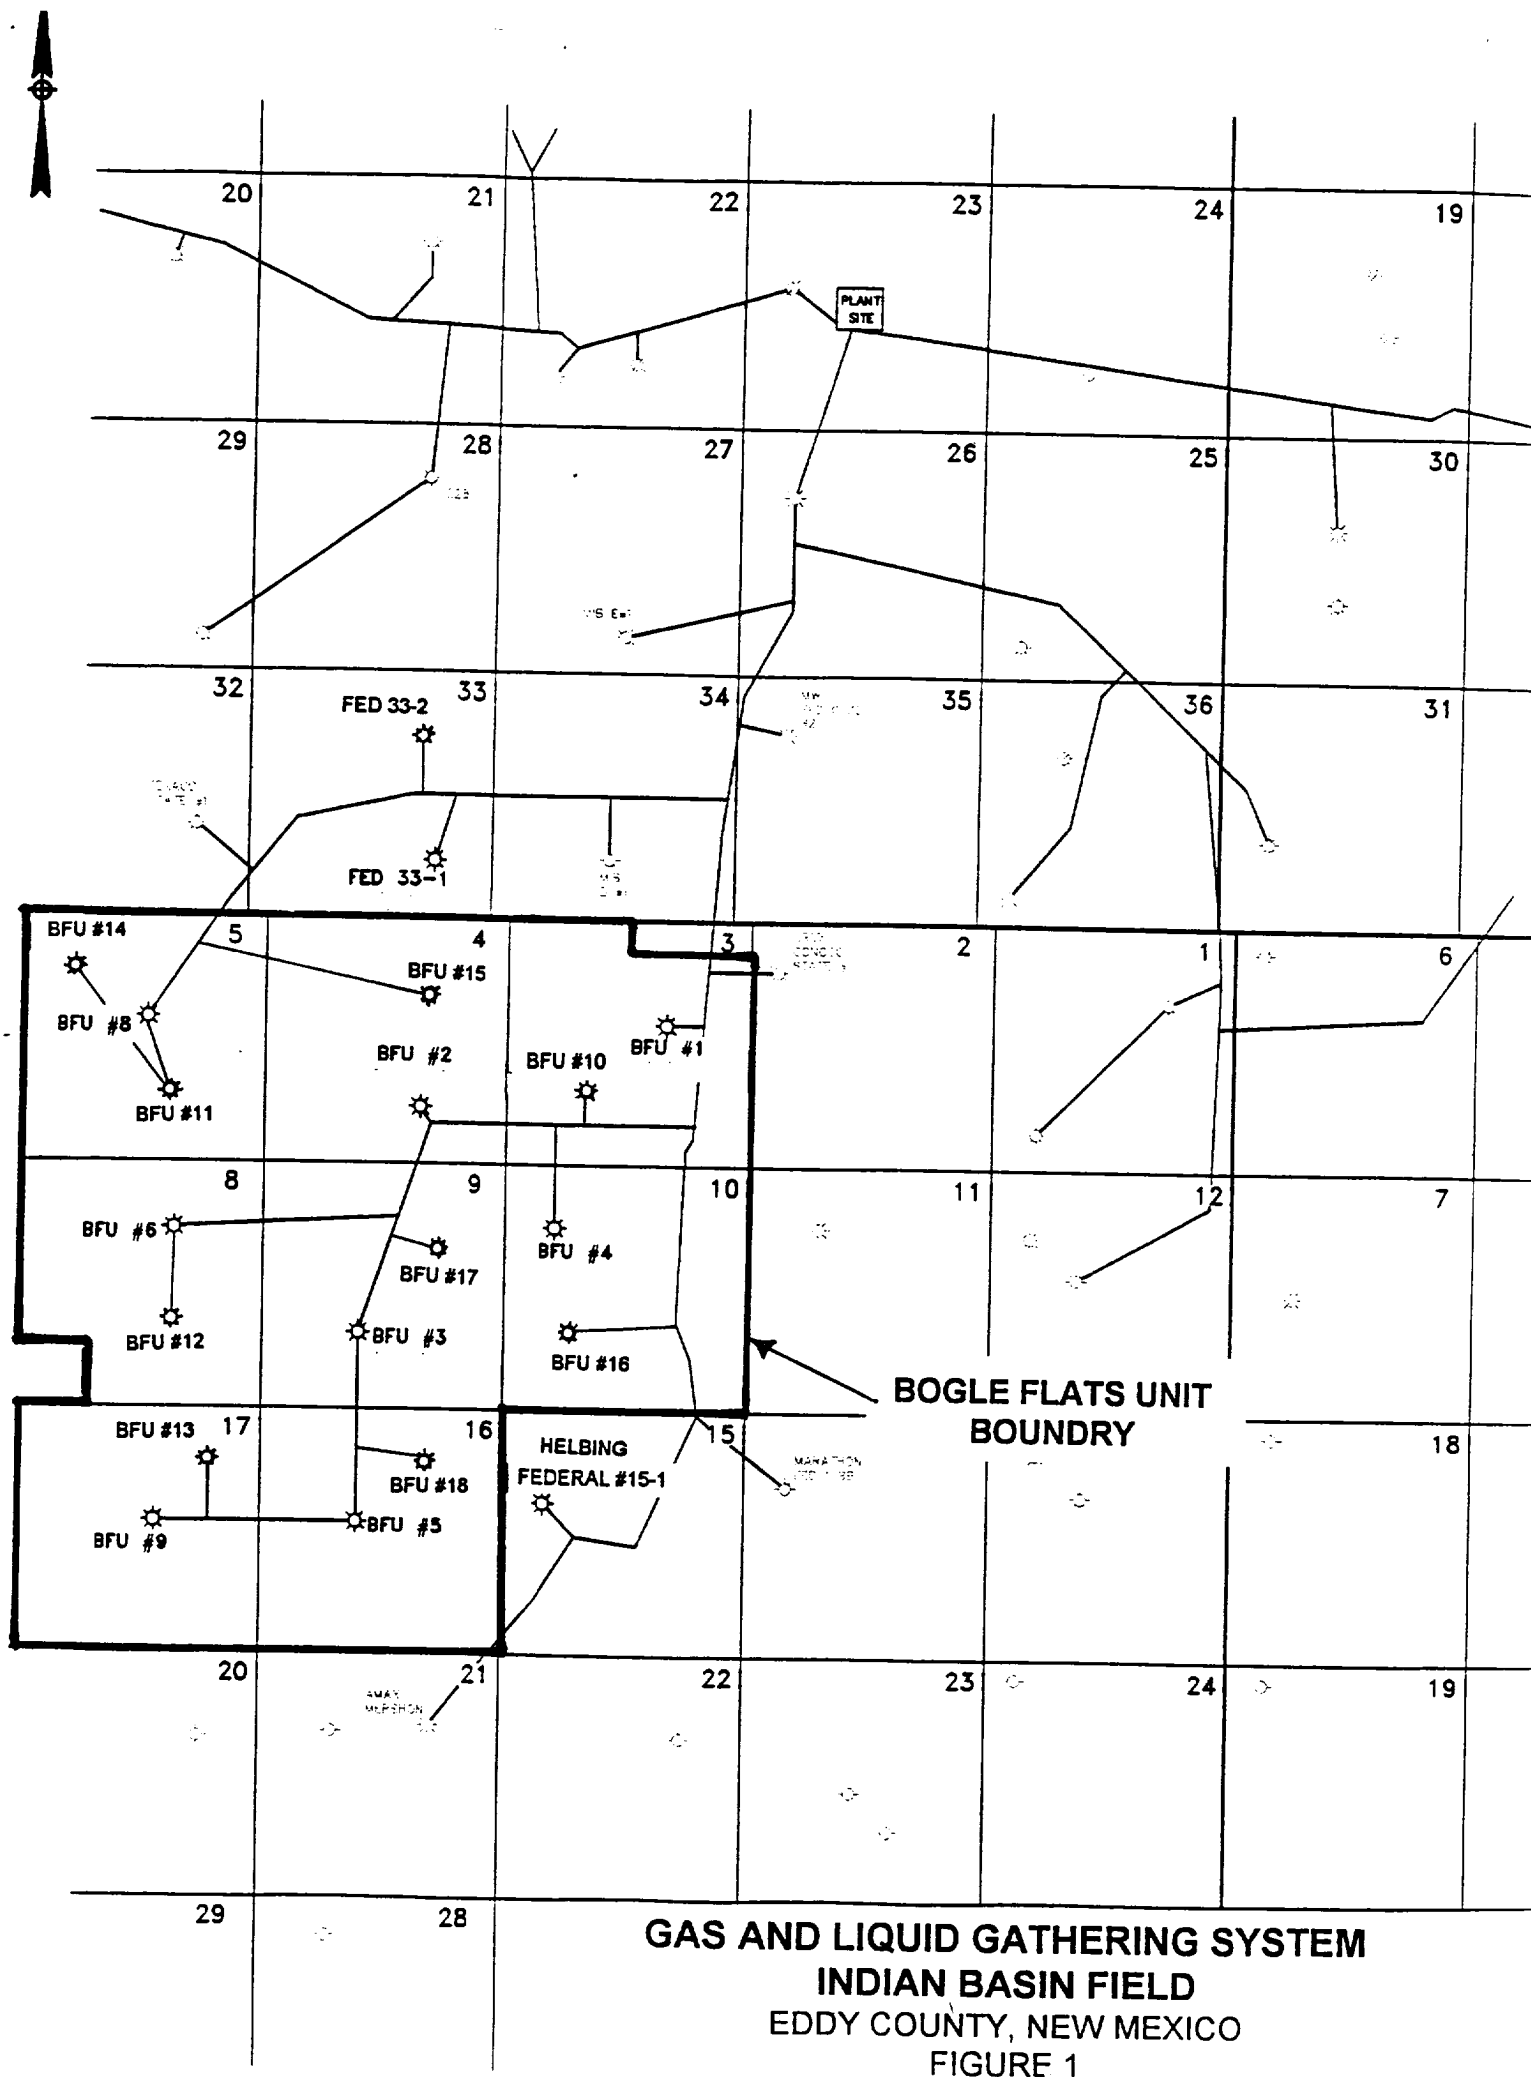 20 21 22 23 24 19
PLANT
SITE
29 28 27 26 25 30
32 33 34 35 36 31
FED 33-2
FED 33-1
5 4 3 2 1 6
BFU #14
BFU #15
BFU #8
BFU #1
BFU #2
BFU #10
BFU #11
8 9 10 11 12 7
BFU #6
BFU #4
BFU #17
BFU #12
BFU #3
BFU #16
BOGLE FLATS UNIT
BOUNDRY
17 16 15 18
BFU #13
HELBING
FEDERAL #15-1
MARATHON
BFU #18
BFU #9
BFU #5
20 21 22 23 24 19
AMAX
MERSHON
29 28
GAS AND LIQUID GATHERING SYSTEM
INDIAN BASIN FIELD
EDDY COUNTY, NEW MEXICO
FIGURE 1